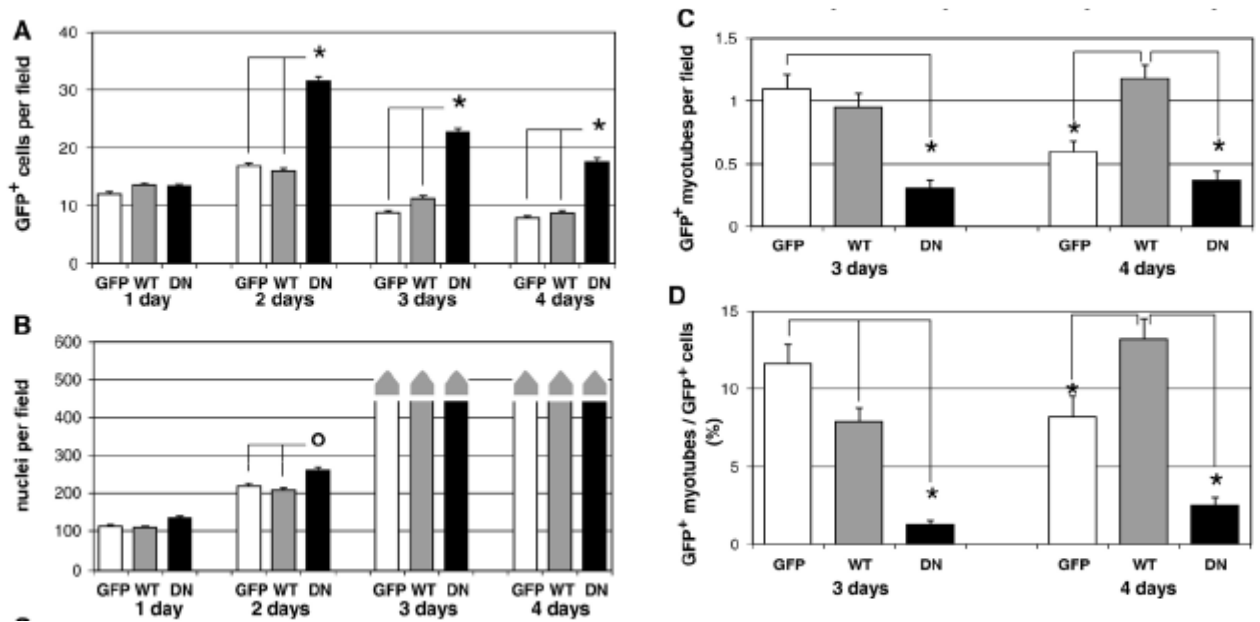 A
GFP+ cells per field
40
30
20
10
0
*
*
*
GFP WT DN GFP WT DN GFP WT DN GFP WT DN
1 day 2 days 3 days 4 days
B
nuclei per field
600
500
400
300
200
100
0
o
GFP WT DN GFP WT DN GFP WT DN GFP WT DN
1 day 2 days 3 days 4 days
C
GFP+ myotubes per field
1.5
1
0.5
0
*
*
*
GFP WT DN GFP WT DN
3 days 4 days
D
GFP+ myotubes / GFP+ cells
(%)
15
10
5
0
*
*
*
GFP WT DN GFP WT DN
3 days 4 days